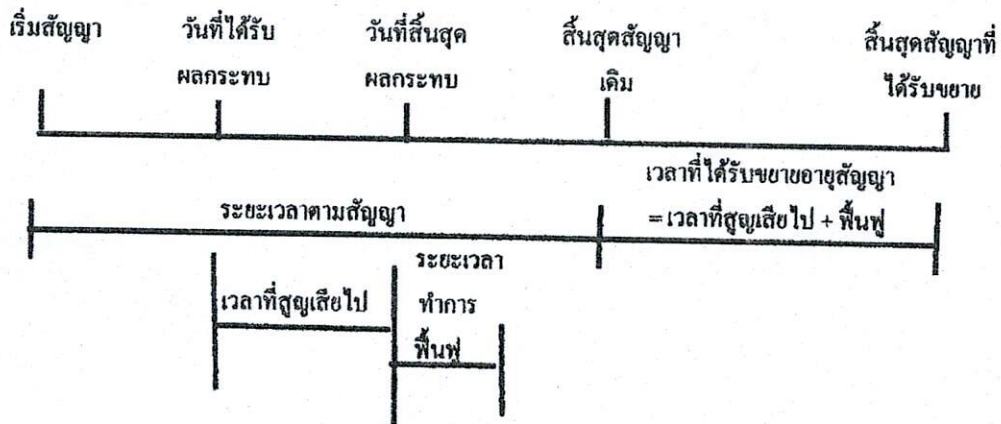 เริ่มสัญญา
วันที่ได้รับ
ผลกระทบ
วันที่สิ้นสุด
ผลกระทบ
สิ้นสุดสัญญา
เดิม
สิ้นสุดสัญญาที่
ได้รับขยาย
เวลาที่ได้รับขยายอายุสัญญา
= เวลาที่สูญเสียไป + ฟื้นฟู
ระยะเวลาตามสัญญา
เวลาที่สูญเสียไป
ระยะเวลา
ทำการ
ฟื้นฟู